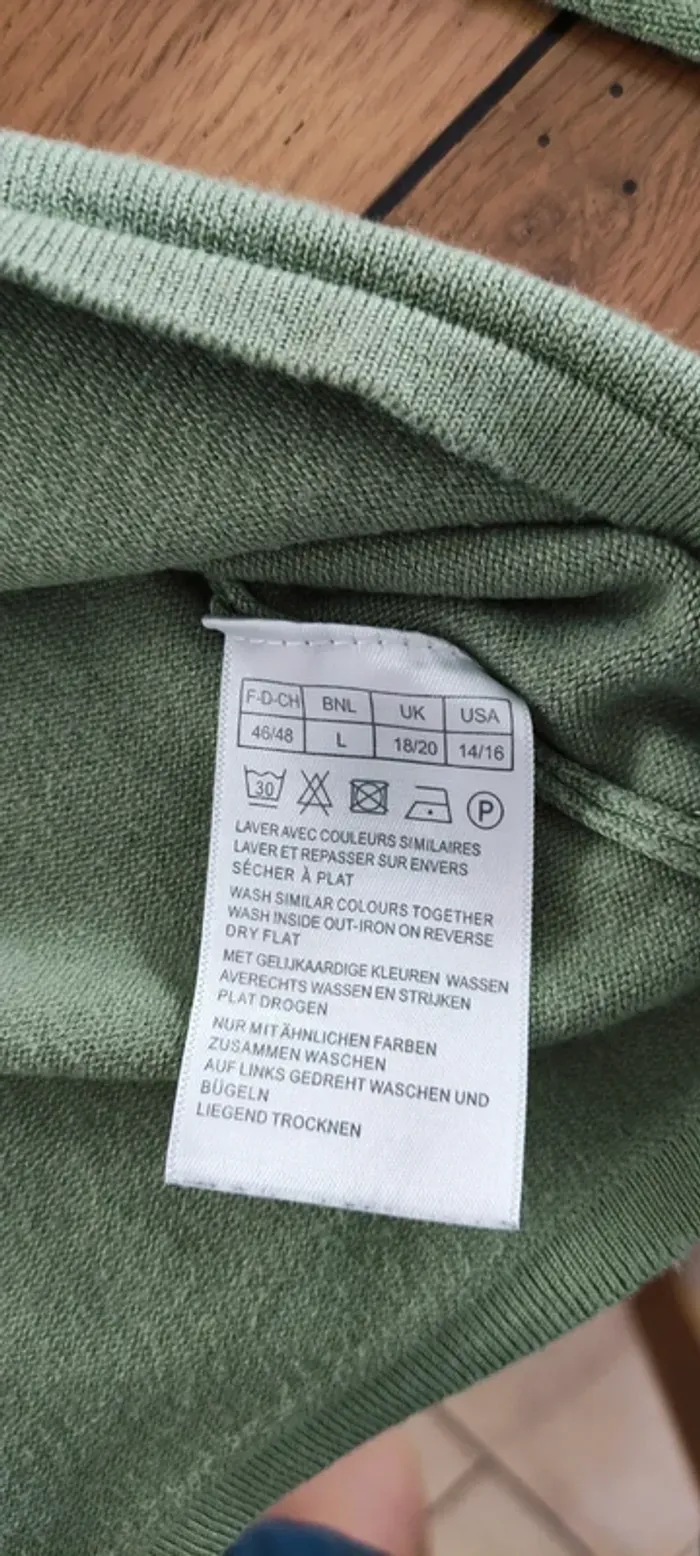 F-D-CH BNL UK USA
46/48 L 18/20 14/16
30 P
LAVER AVEC COULEURS SIMILAIRES
LAVER ET REPASSER SUR ENVERS
SÉCHER À PLAT
WASH SIMILAR COLOURS TOGETHER
WASH INSIDE OUT-IRON ON REVERSE
DRY FLAT
MET GELIJKAARDIGE KLEUREN WASSEN
AVERECHTS WASSEN EN STRIJKEN
PLAT DROGEN
NUR MIT ÄHNLICHEN FARBEN
ZUSAMMEN WASCHEN
AUF LINKS GEDREHT WASCHEN UND
BÜGELN
LIEGEND TROCKNEN